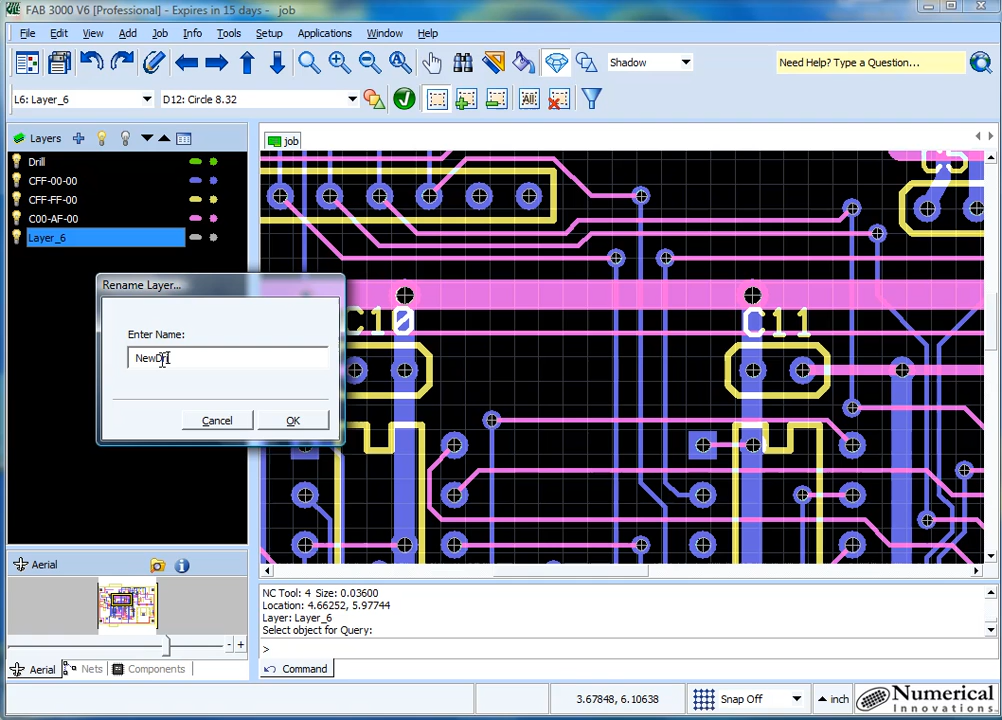 FAB 3000 V6 [Professional] - Expires in 15 days - job
File Edit View Add Job Info Tools Setup Applications Window Help
Shadow
Need Help? Type a Question...
L6: Layer_6 D12: Circle 8.32
All
Layers
job
Drill
CFF-00-00
CFF-FF-00
C00-AF-00
Layer_6
Rename Layer...
Enter Name:
Cancel OK
C10
C11
Aerial
NC Tool: 4 Size: 0.03600
Location: 4.66252, 5.97744
Layer: Layer_6
Select object for Query:
>
- +
Aerial Nets Components
Command
3.67848, 6.10638
Snap Off
inch
Numerical
Innovations